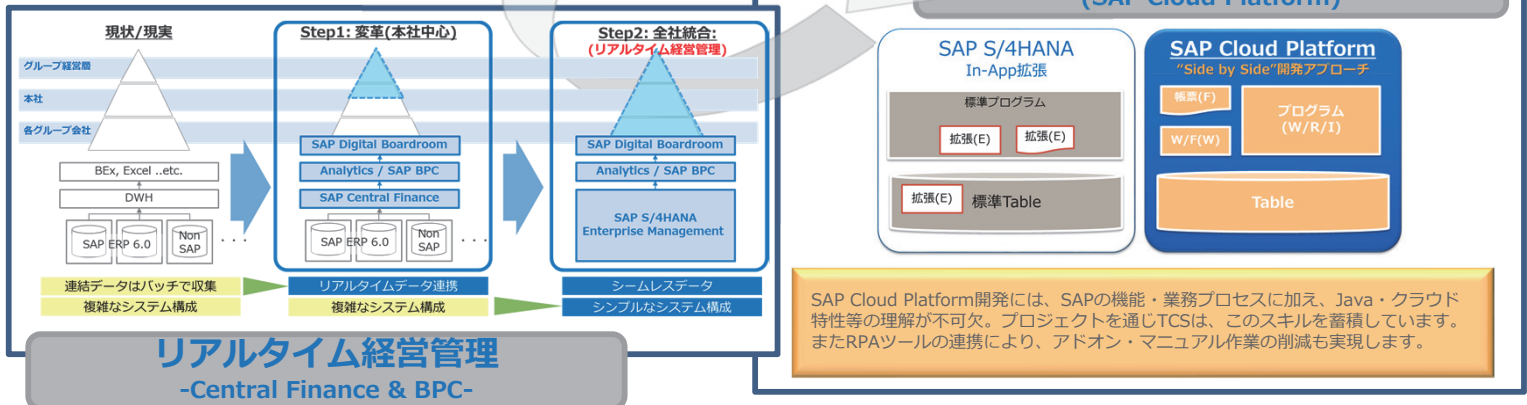 現状/現実
グループ経営層
本社
各グループ会社
BEx, Excel ..etc.
DWH
SAP ERP 6.0
Non
SAP
・・・
連結データはバッチで収集
複雑なシステム構成
Step1: 変革(本社中心)
SAP Digital Boardroom
Analytics / SAP BPC
SAP Central Finance
SAP ERP 6.0
Non
SAP
・・・
リアルタイムデータ連携
複雑なシステム構成
Step2: 全社統合:
(リアルタイム経営管理)
SAP Digital Boardroom
Analytics / SAP BPC
SAP S/4HANA
Enterprise Management
シームレスデータ
シンプルなシステム構成
リアルタイム経営管理
-Central Finance & BPC-
(SAP Cloud Platform)
SAP S/4HANA
In-App拡張
標準プログラム
拡張(E)
拡張(E)
拡張(E)
標準Table
SAP Cloud Platform
“Side by Side”開発アプローチ
帳票(F)
W/F(W)
プログラム
(W/R/I)
Table
SAP Cloud Platform開発には、SAPの機能・業務プロセスに加え、Java・クラウド
特性等の理解が不可欠。プロジェクトを通じTCSは、このスキルを蓄積しています。
またRPAツールの連携により、アドオン・マニュアル作業の削減も実現します。